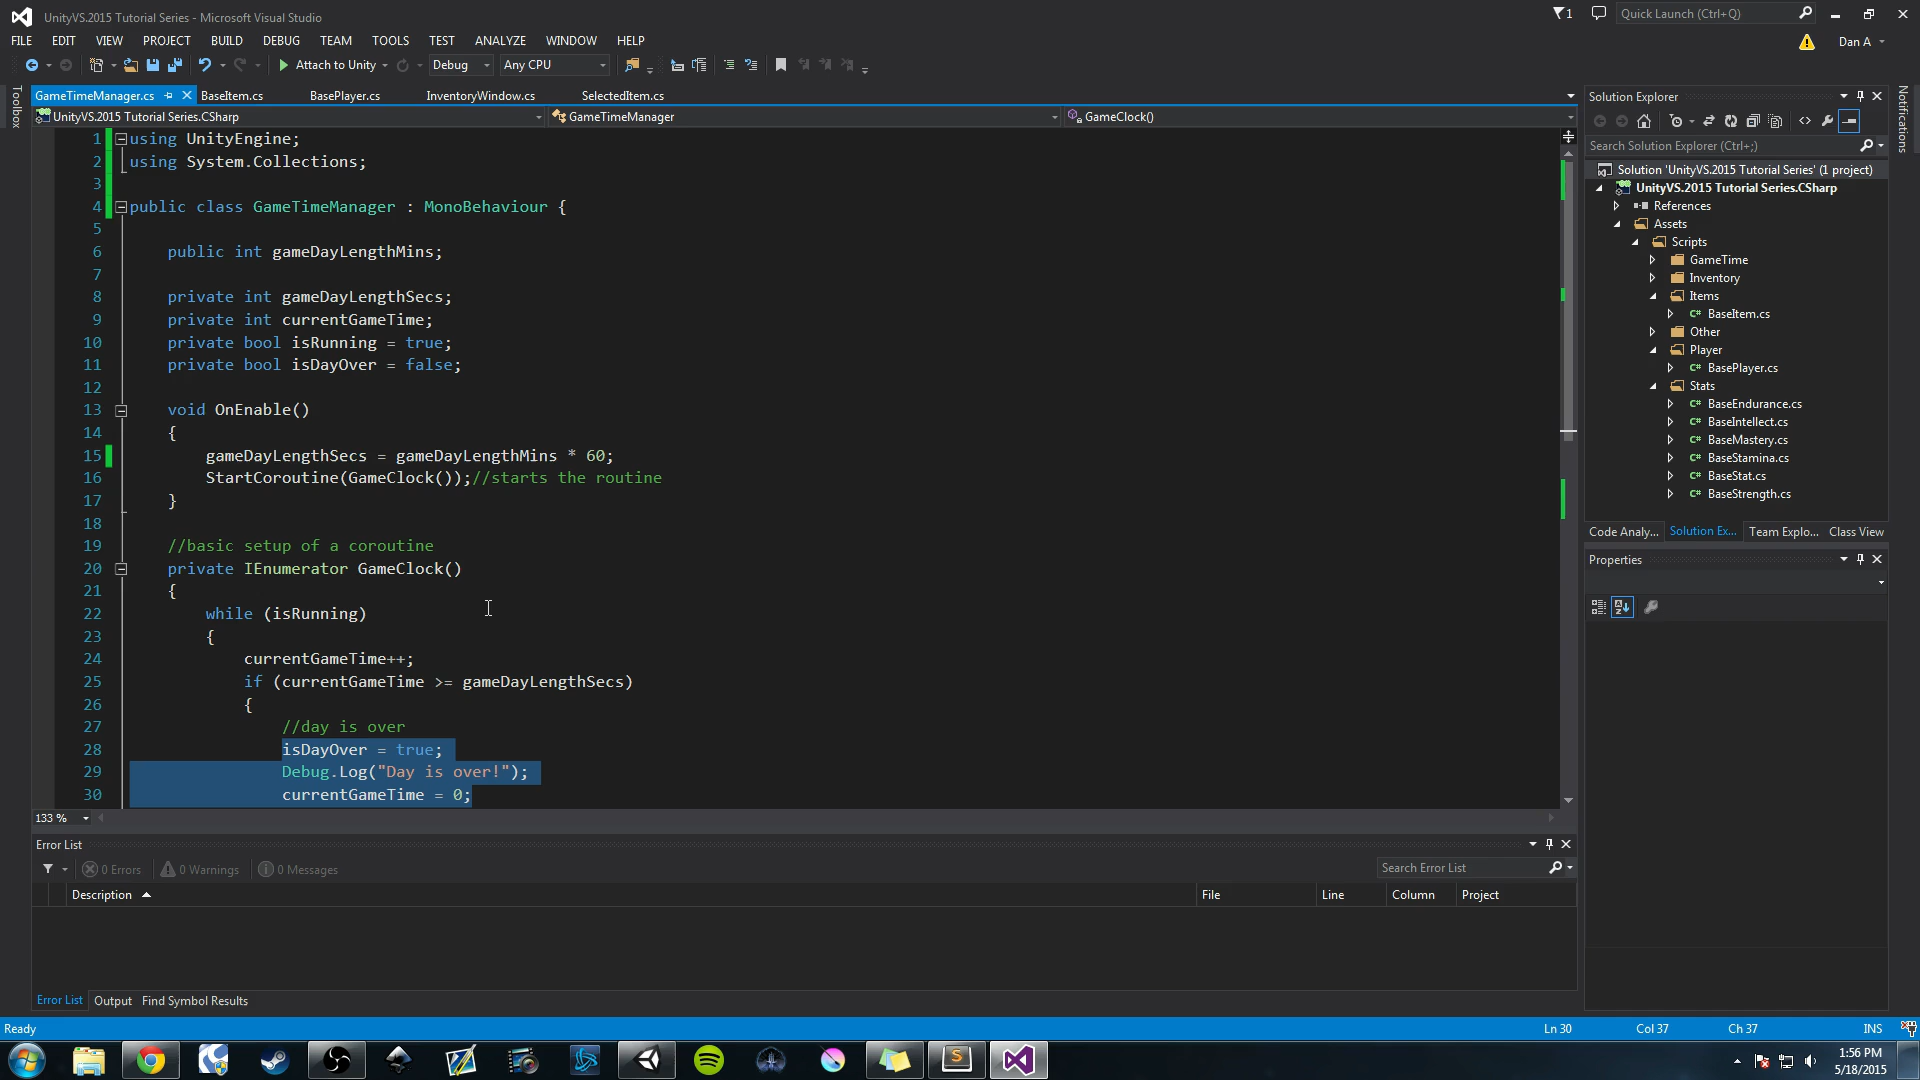 UnityVS.2015 Tutorial Series - Microsoft Visual Studio
1
Quick Launch (Ctrl+Q)
FILE EDIT VIEW PROJECT BUILD DEBUG TEAM TOOLS TEST ANALYZE WINDOW HELP
Dan A
Attach to Unity Debug Any CPU
Toolbox
GameTimeManager.cs BaseItem.cs BasePlayer.cs InventoryWindow.cs SelectedItem.cs
UnityVS.2015 Tutorial Series.CSharp GameTimeManager GameClock()
1 using UnityEngine;
2 using System.Collections;
3
4 public class GameTimeManager : MonoBehaviour {
5
6 public int gameDayLengthMins;
7
8 private int gameDayLengthSecs;
9 private int currentGameTime;
10 private bool isRunning = true;
11 private bool isDayOver = false;
12
13 void OnEnable()
14 {
15 gameDayLengthSecs = gameDayLengthMins * 60;
16 StartCoroutine(GameClock());//starts the routine
17 }
18
19 //basic setup of a coroutine
20 private IEnumerator GameClock()
21 {
22 while (isRunning)
23 {
24 currentGameTime++;
25 if (currentGameTime >= gameDayLengthSecs)
26 {
27 //day is over
28 isDayOver = true;
29 Debug.Log("Day is over!");
30 currentGameTime = 0;
133 %
Error List
0 Errors 0 Warnings 0 Messages
Search Error List
Description File Line Column Project
Error List Output Find Symbol Results
Solution Explorer
Search Solution Explorer (Ctrl+;)
Solution 'UnityVS.2015 Tutorial Series' (1 project)
UnityVS.2015 Tutorial Series.CSharp
References
Assets
Scripts
GameTime
Inventory
Items
C# BaseItem.cs
Other
Player
C# BasePlayer.cs
Stats
C# BaseEndurance.cs
C# BaseIntellect.cs
C# BaseMastery.cs
C# BaseStamina.cs
C# BaseStat.cs
C# BaseStrength.cs
Code Analy... Solution Ex... Team Explo... Class View
Properties
Notifications
Ready Ln 30 Col 37 Ch 37 INS
1:56 PM
5/18/2015